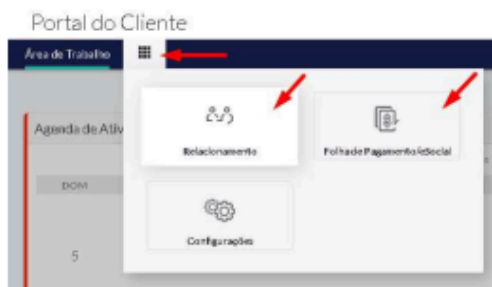 Portal do Cliente
Área de Trabalho
Agenda de Ativ
Relacionamento
Folha de Pagamento/eSocial
DOM
Configurações
5